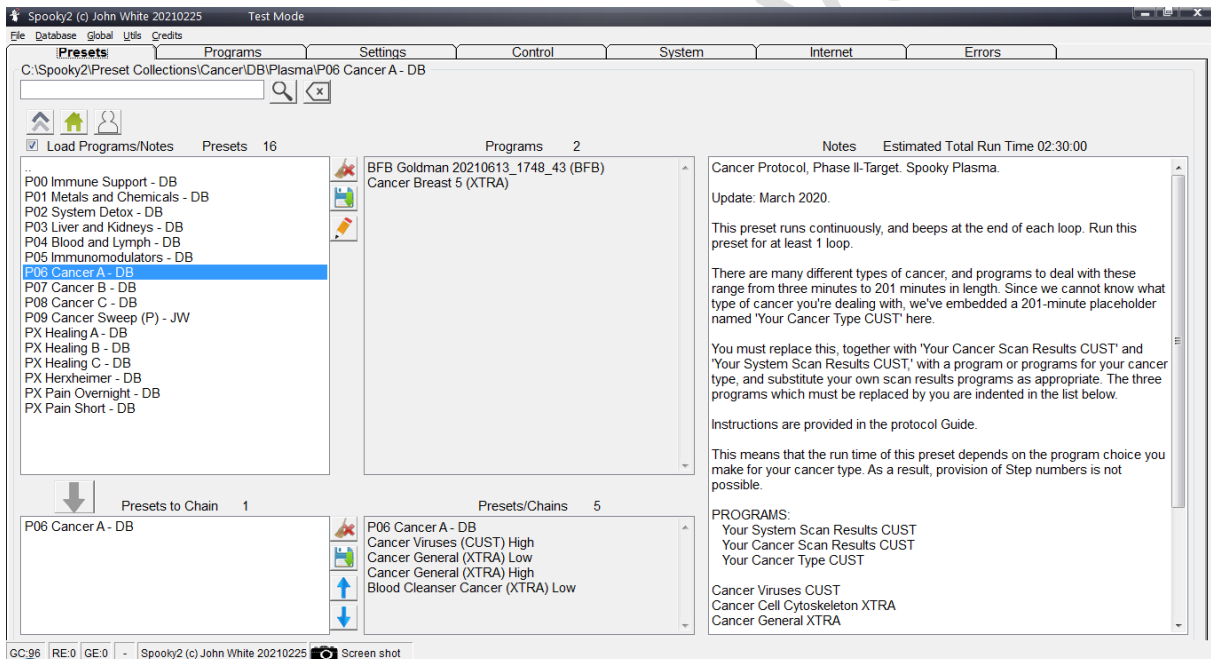 Spooky2 (c) John White 20210225 Test Mode
File Database Global Utils Credits
Presets Programs Settings Control System Internet Errors
C:\Spooky2\Preset Collections\Cancer\DB\Plasma\P06 Cancer A - DB
Load Programs/Notes Presets 16
Programs 2
Notes Estimated Total Run Time 02:30:00
..
P00 Immune Support - DB
P01 Metals and Chemicals - DB
P02 System Detox - DB
P03 Liver and Kidneys - DB
P04 Blood and Lymph - DB
P05 Immunomodulators - DB
P06 Cancer A - DB
P07 Cancer B - DB
P08 Cancer C - DB
P09 Cancer Sweep (P) - JW
PX Healing A - DB
PX Healing B - DB
PX Healing C - DB
PX Herxheimer - DB
PX Pain Overnight - DB
PX Pain Short - DB
BFB Goldman 20210613_1748_43 (BFB)
Cancer Breast 5 (XTRA)
Cancer Protocol, Phase II-Target. Spooky Plasma.
Update: March 2020.
This preset runs continuously, and beeps at the end of each loop. Run this
preset for at least 1 loop.
There are many different types of cancer, and programs to deal with these
range from three minutes to 201 minutes in length. Since we cannot know what
type of cancer you're dealing with, we've embedded a 201-minute placeholder
named 'Your Cancer Type CUST' here.
You must replace this, together with 'Your Cancer Scan Results CUST' and
'Your System Scan Results CUST,' with a program or programs for your cancer
type, and substitute your own scan results programs as appropriate. The three
programs which must be replaced by you are indented in the list below.
Instructions are provided in the protocol Guide.
This means that the run time of this preset depends on the program choice you
make for your cancer type. As a result, provision of Step numbers is not
possible.
PROGRAMS:
Your System Scan Results CUST
Your Cancer Scan Results CUST
Your Cancer Type CUST
Cancer Viruses CUST
Cancer Cell Cytoskeleton XTRA
Cancer General XTRA
Presets to Chain 1
P06 Cancer A - DB
Presets/Chains 5
P06 Cancer A - DB
Cancer Viruses (CUST) High
Cancer General (XTRA) Low
Cancer General (XTRA) High
Blood Cleanser Cancer (XTRA) Low
GC:96 RE:0 GE:0 - Spooky2 (c) John White 20210225 Screen shot